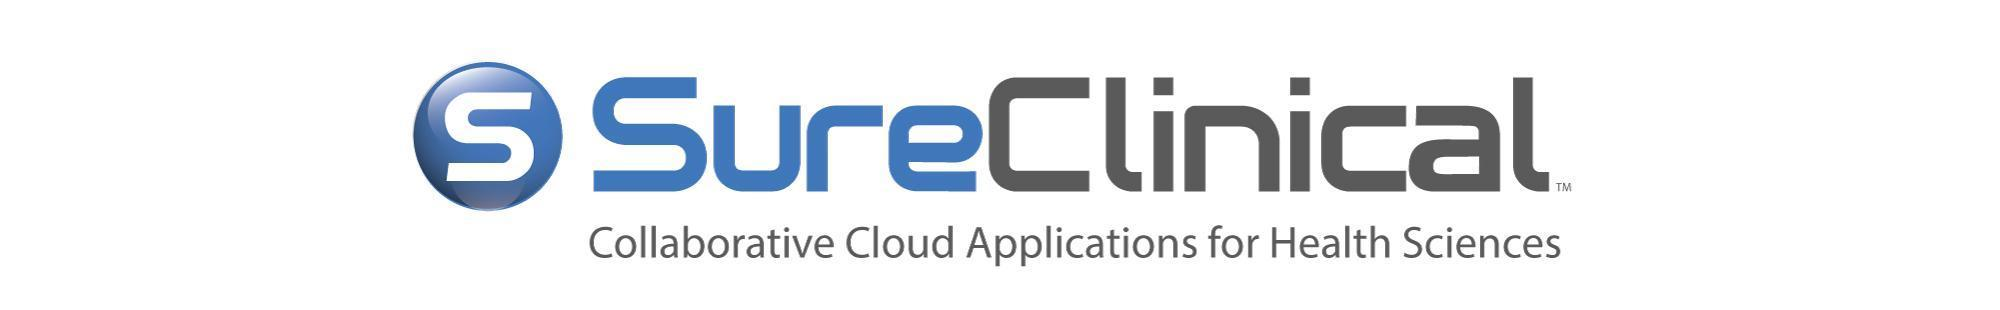 S SureClinical™
Collaborative Cloud Applications for Health Sciences